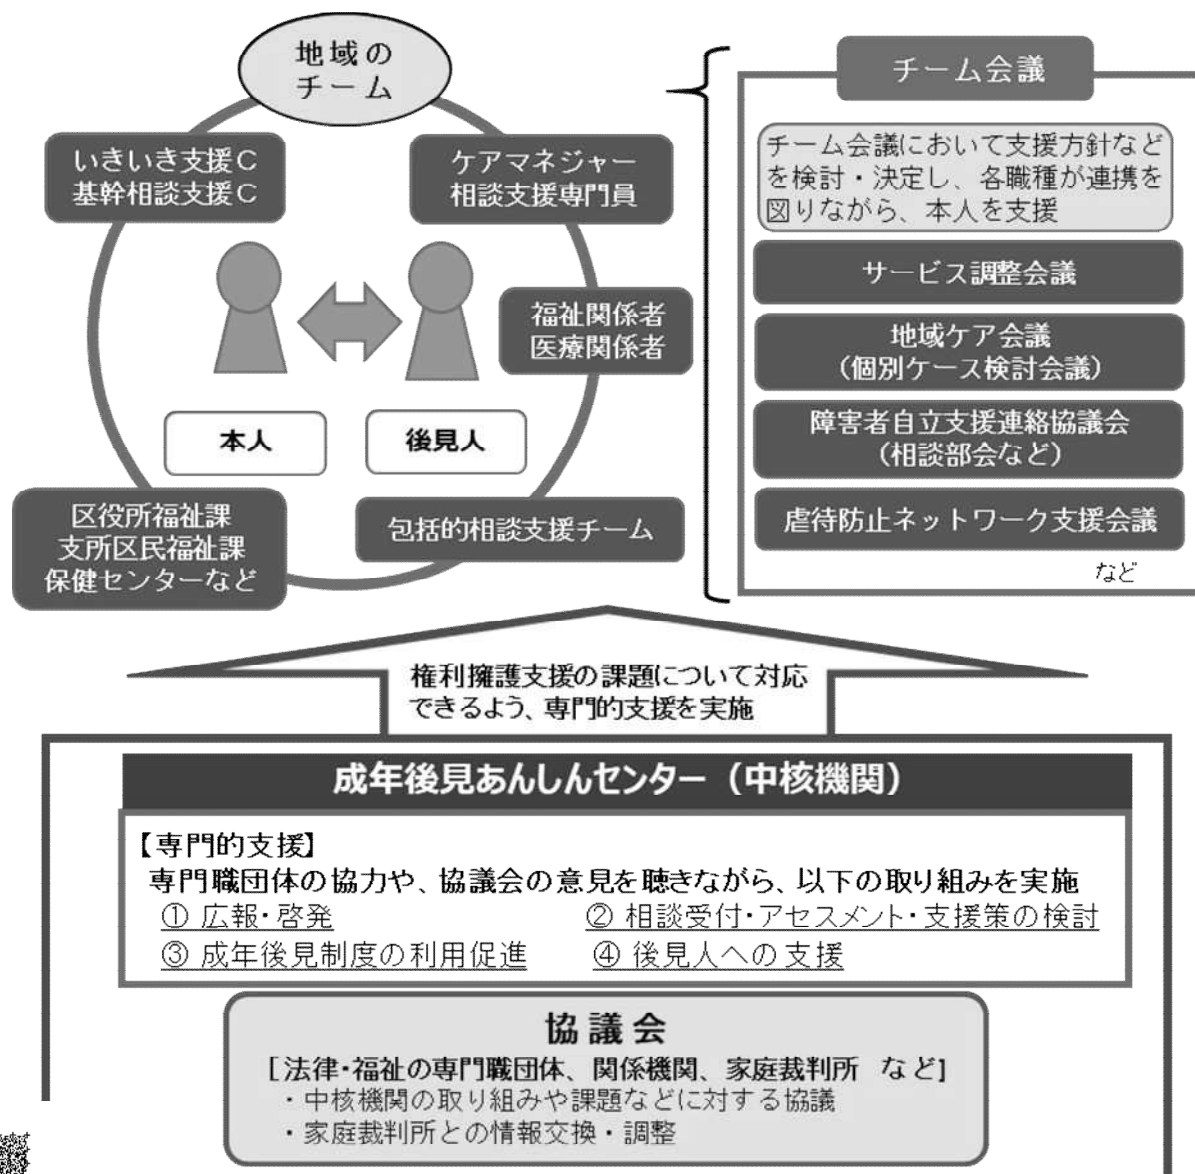 地域の
チーム
いきいき支援C
基幹相談支援C
ケアマネジャー
相談支援専門員
福祉関係者
医療関係者
本人
後見人
区役所福祉課
支所区民福祉課
保健センターなど
包括的相談支援チーム
チーム会議
チーム会議において支援方針など
を検討・決定し、各職種が連携を
図りながら、本人を支援
サービス調整会議
地域ケア会議
（個別ケース検討会議）
障害者自立支援連絡協議会
（相談部会など）
虐待防止ネットワーク支援会議
など
権利擁護支援の課題について対応
できるよう、専門的支援を実施
成年後見あんしんセンター（中核機関）
【専門的支援】
専門職団体の協力や、協議会の意見を聴きながら、以下の取り組みを実施
① 広報・啓発
② 相談受付・アセスメント・支援策の検討
③ 成年後見制度の利用促進
④ 後見人への支援
協議会
[法律・福祉の専門職団体、関係機関、家庭裁判所 など]
・中核機関の取り組みや課題などに対する協議
・家庭裁判所との情報交換・調整